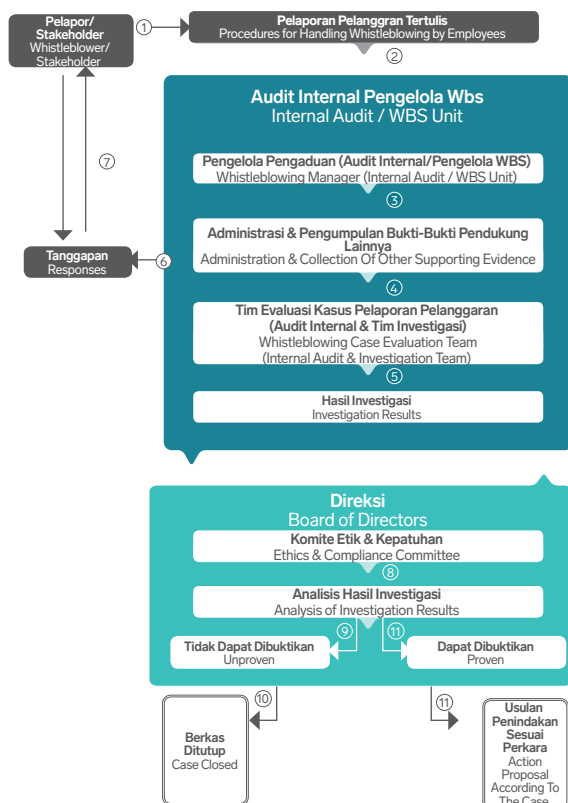 Pelapor/
Stakeholder
Whistleblower/
Stakeholder
①
Pelaporan Pelanggran Tertulis
Procedures for Handling Whistleblowing by Employees
②
Audit Internal Pengelola Wbs
Internal Audit / WBS Unit
Pengelola Pengaduan (Audit Internal/Pengelola WBS)
Whistleblowing Manager (Internal Audit / WBS Unit)
③
Administrasi & Pengumpulan Bukti-Bukti Pendukung
Lainnya
Administration & Collection Of Other Supporting Evidence
④
Tim Evaluasi Kasus Pelaporan Pelanggaran
(Audit Internal & Tim Investigasi)
Whistleblowing Case Evaluation Team
(Internal Audit & Investigation Team)
⑤
Hasil Investigasi
Investigation Results
⑥
Tanggapan
Responses
⑦
Direksi
Board of Directors
Komite Etik & Kepatuhan
Ethics & Compliance Committee
⑧
Analisis Hasil Investigasi
Analysis of Investigation Results
⑨
⑪
Tidak Dapat Dibuktikan
Unproven
Dapat Dibuktikan
Proven
⑩
⑪
Berkas
Ditutup
Case Closed
Usulan
Penindakan
Sesuai
Perkara
Action
Proposal
According To
The Case